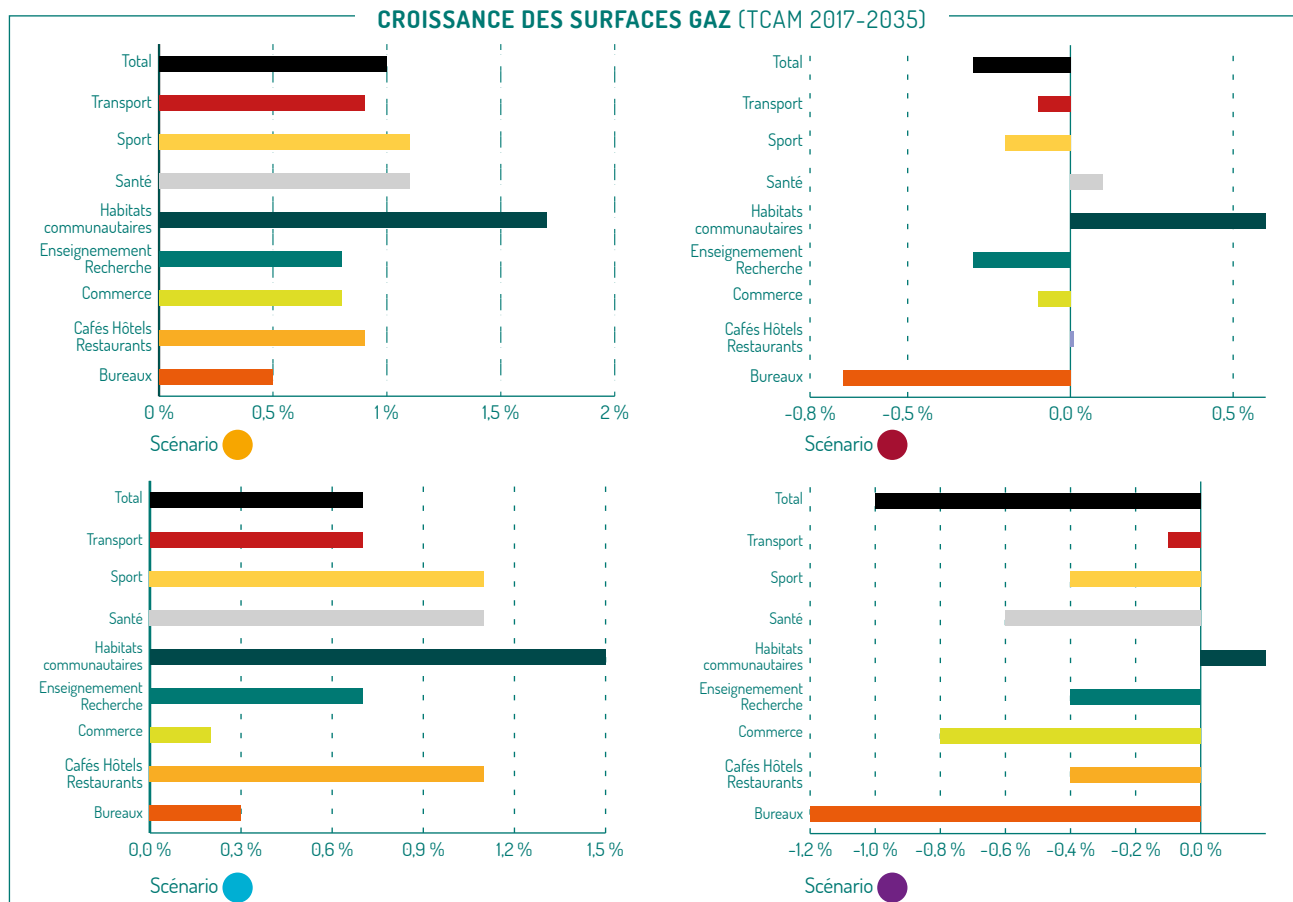 CROISSANCE DES SURFACES GAZ (TCAM 2017-2035)
Total
Transport
Sport
Santé
Habitats
communautaires
Enseignemement
Recherche
Commerce
Cafés Hôtels
Restaurants
Bureaux
0 %
0,5 %
1 %
1,5 %
2 %
Scénario
Total
Transport
Sport
Santé
Habitats
communautaires
Enseignemement
Recherche
Commerce
Cafés Hôtels
Restaurants
Bureaux
-0,8 %
-0,5 %
0,0 %
0,5 %
Scénario
Total
Transport
Sport
Santé
Habitats
communautaires
Enseignemement
Recherche
Commerce
Cafés Hôtels
Restaurants
Bureaux
0,0 %
0,3 %
0,6 %
0,9 %
1,2 %
1,5 %
Scénario
Total
Transport
Sport
Santé
Habitats
communautaires
Enseignemement
Recherche
Commerce
Cafés Hôtels
Restaurants
Bureaux
-1,2 %
-1,0 %
-0,8 %
-0,6 %
-0,4 %
-0,2 %
0,0 %
Scénario